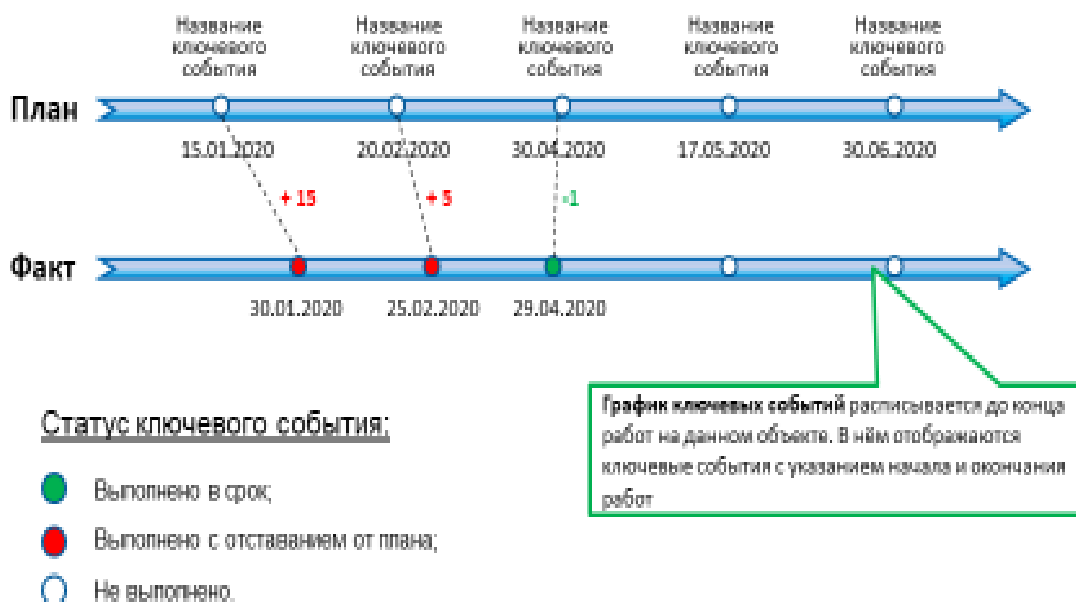 Название Название Название Название Название
ключевого ключевого ключевого ключевого ключевого
события события события события события
План
15.01.2020 20.02.2020 30.04.2020 17.05.2020 30.06.2020
+ 15 + 5 -1
Факт
30.01.2020 25.02.2020 29.04.2020
График ключевых событий расписывается до конца
работ на данном объекте. В нём отображаются
ключевые события с указанием начала и окончания
работ
Статус ключевого события:
Выполнено в срок;
Выполнено с отставанием от плана;
Не выполнено.